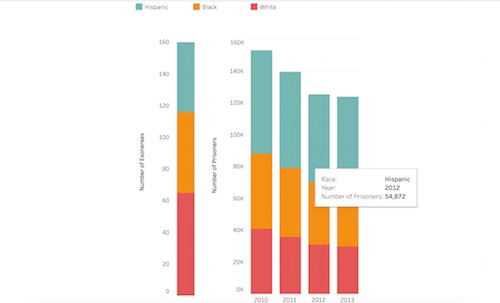 Hispanic Black White
Number of Exonerees
160
140
120
100
80
60
40
20
0
Number of Prisoners
160K
140K
120K
100K
80K
60K
40K
20K
0K
Race: Hispanic
Year: 2012
Number of Prisoners: 54,872
2010 2011 2012 2013